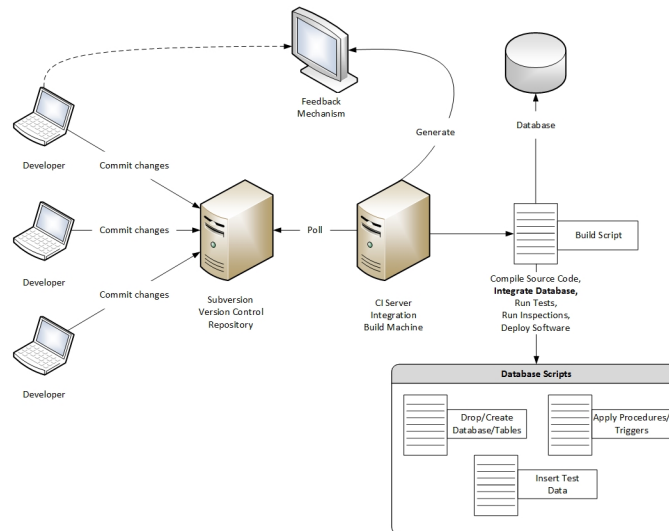 Feedback
Mechanism
Generate
Database
Developer
Commit changes
Developer
Commit changes
Subversion
Version Control
Repository
Poll
CI Server
Integration
Build Machine
Build Script
Compile Source Code,
Integrate Database,
Run Tests,
Run Inspections,
Deploy Software
Commit changes
Developer
Database Scripts
Drop/Create
Database/Tables
Apply Procedures/
Triggers
Insert Test
Data